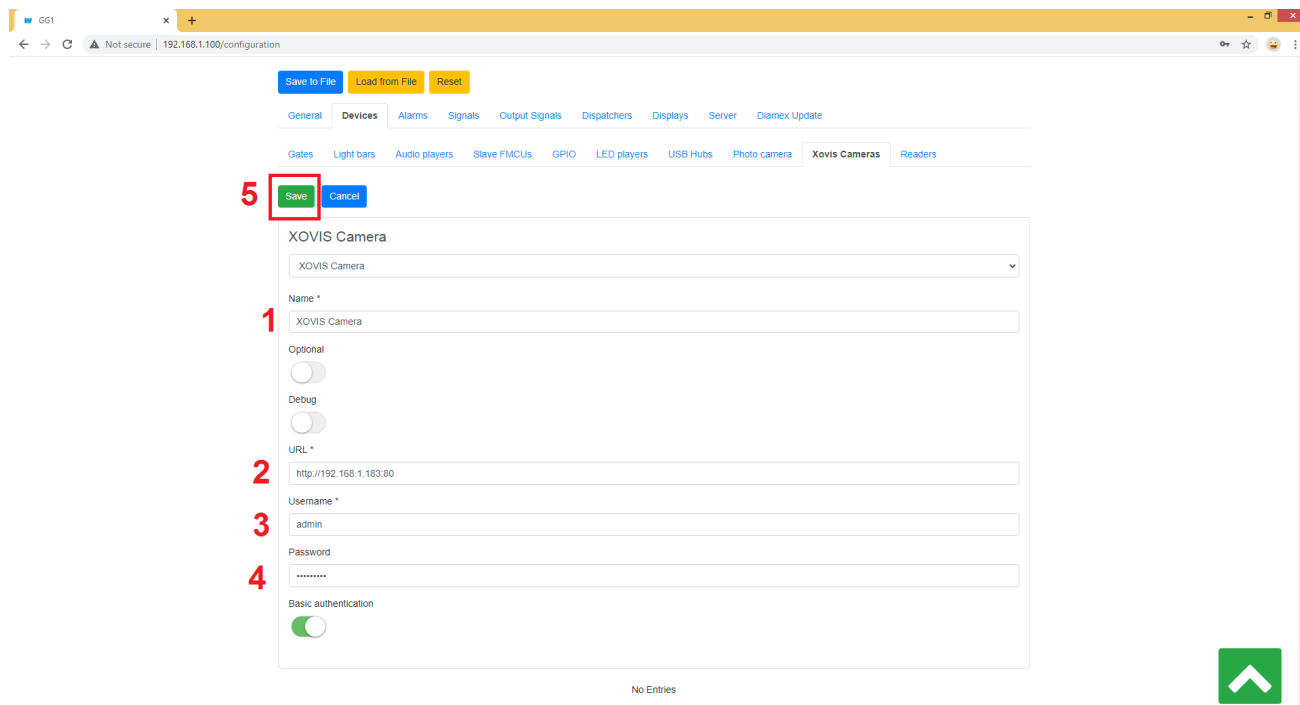 GG1
Not secure | 192.168.1.100/configuration
Save to File Load from File Reset
General Devices Alarms Signals Output Signals Dispatchers Displays Server Diamex Update
Gates Light bars Audio players Slave FMCUs GPIO LED players USB Hubs Photo camera Xovis Cameras Readers
5 Save Cancel
XOVIS Camera
XOVIS Camera
Name *
1 XOVIS Camera
Optional
Debug
URL *
2 http://192.168.1.183:80
Username *
3 admin
Password
4 •••••••••
Basic authentication
No Entries